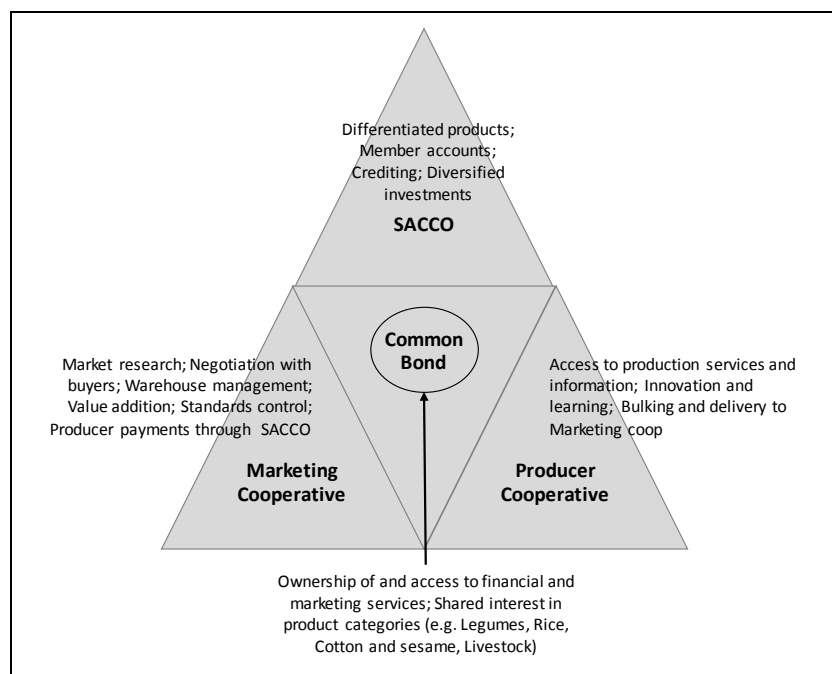 Differentiated products;
Member accounts;
Crediting; Diversified
investments
SACCO
Common
Bond
Market research; Negotiation with
buyers; Warehouse management;
Value addition; Standards control;
Producer payments through SACCO
Marketing
Cooperative
Access to production services and
information; Innovation and
learning; Bulking and delivery to
Marketing coop
Producer
Cooperative
Ownership of and access to financial and
marketing services; Shared interest in
product categories (e.g. Legumes, Rice,
Cotton and sesame, Livestock)